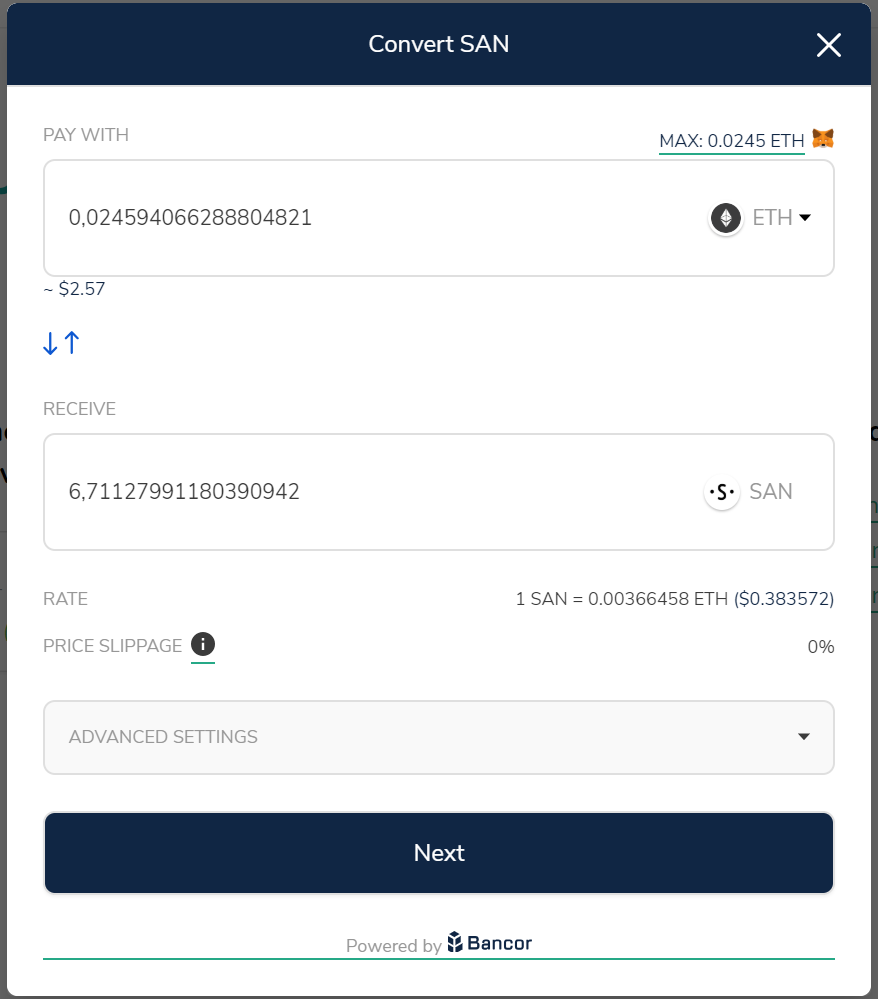 Convert SAN
PAY WITH
MAX: 0.0245 ETH
0,024594066288804821
ETH
~ $2.57
RECEIVE
6,71127991180390942
·S·
SAN
RATE
1 SAN = 0.00366458 ETH ($0.383572)
PRICE SLIPPAGE i
0%
ADVANCED SETTINGS
Next
Powered by Bancor